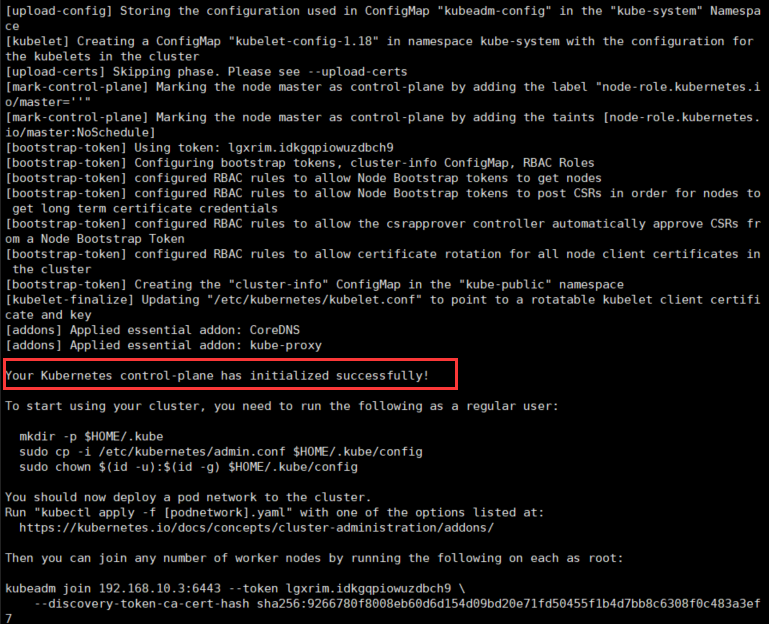 [upload-config] Storing the configuration used in ConfigMap "kubeadm-config" in the "kube-system" Namespa
ce
[kubelet] Creating a ConfigMap "kubelet-config-1.18" in namespace kube-system with the configuration for
the kubelets in the cluster
[upload-certs] Skipping phase. Please see --upload-certs
[mark-control-plane] Marking the node master as control-plane by adding the label "node-role.kubernetes.i
o/master=''"
[mark-control-plane] Marking the node master as control-plane by adding the taints [node-role.kubernetes.
io/master:NoSchedule]
[bootstrap-token] Using token: lgxrim.idkgqpiowuzdbch9
[bootstrap-token] Configuring bootstrap tokens, cluster-info ConfigMap, RBAC Roles
[bootstrap-token] configured RBAC rules to allow Node Bootstrap tokens to get nodes
[bootstrap-token] configured RBAC rules to allow Node Bootstrap tokens to post CSRs in order for nodes to
 get long term certificate credentials
[bootstrap-token] configured RBAC rules to allow the csrapprover controller automatically approve CSRs fr
om a Node Bootstrap Token
[bootstrap-token] configured RBAC rules to allow certificate rotation for all node client certificates in
 the cluster
[bootstrap-token] Creating the "cluster-info" ConfigMap in the "kube-public" namespace
[kubelet-finalize] Updating "/etc/kubernetes/kubelet.conf" to point to a rotatable kubelet client certifi
cate and key
[addons] Applied essential addon: CoreDNS
[addons] Applied essential addon: kube-proxy
Your Kubernetes control-plane has initialized successfully!
To start using your cluster, you need to run the following as a regular user:
  mkdir -p $HOME/.kube
  sudo cp -i /etc/kubernetes/admin.conf $HOME/.kube/config
  sudo chown $(id -u):$(id -g) $HOME/.kube/config
You should now deploy a pod network to the cluster.
Run "kubectl apply -f [podnetwork].yaml" with one of the options listed at:
  https://kubernetes.io/docs/concepts/cluster-administration/addons/
Then you can join any number of worker nodes by running the following on each as root:
kubeadm join 192.168.10.3:6443 --token lgxrim.idkgqpiowuzdbch9 \
    --discovery-token-ca-cert-hash sha256:9266780f8008eb60d6d154d09bd20e71fd50455f1b4d7bb8c6308f0c483a3ef
7